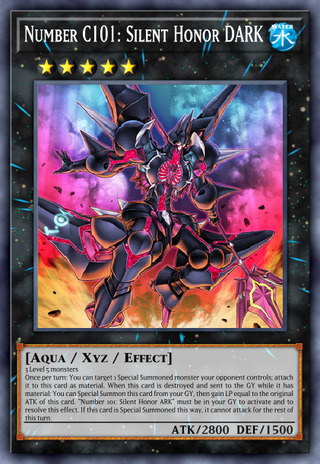 Number C101: Silent Honor DARK
WATER
水
[Aqua / Xyz / Effect]
3 Level 5 monsters
Once per turn: You can target 1 Special Summoned monster your opponent controls; attach
it to this card as material. When this card is destroyed and sent to the GY while it has
material: You can Special Summon this card from your GY, then gain LP equal to the original
ATK of this card. "Number 101: Silent Honor ARK" must be in your GY to activate and to
resolve this effect. If this card is Special Summoned this way, it cannot attack for the rest of
this turn.
ATK/2800 DEF/1500